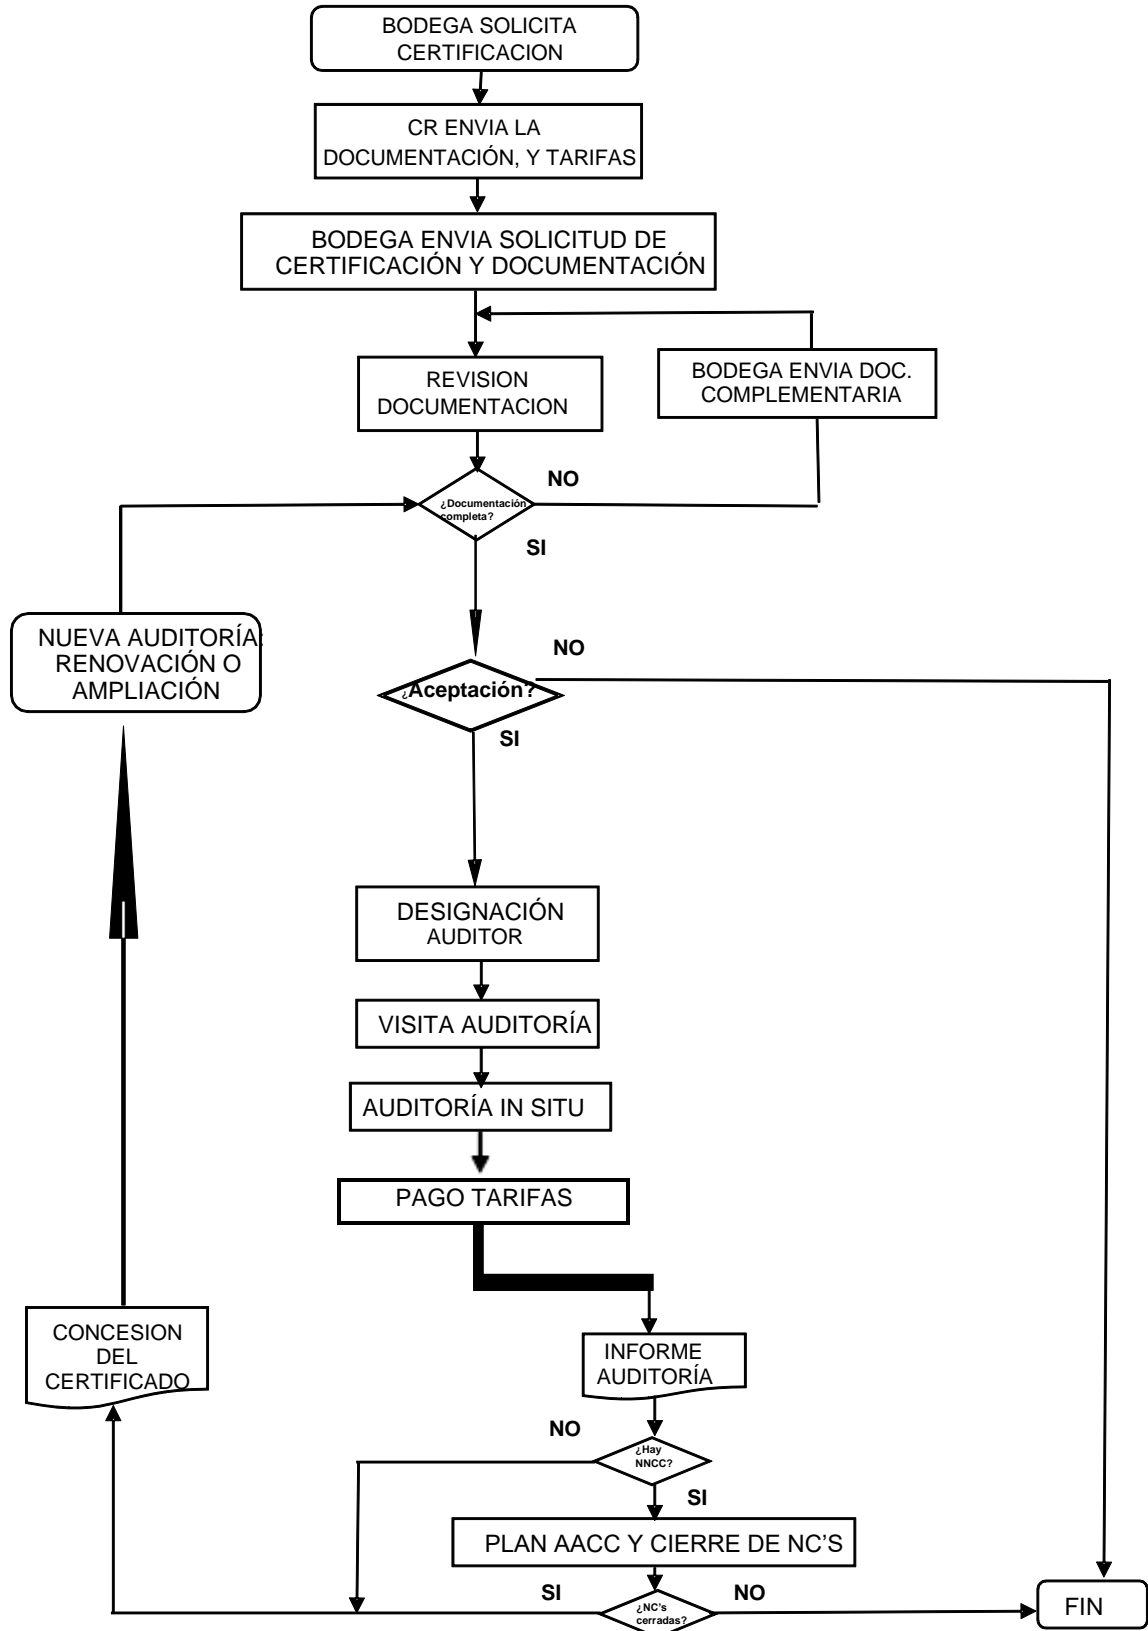 BODEGA SOLICITA
CERTIFICACION
CR ENVIA LA
DOCUMENTACIÓN, Y TARIFAS
BODEGA ENVIA SOLICITUD DE
CERTIFICACIÓN Y DOCUMENTACIÓN
REVISION
DOCUMENTACION
BODEGA ENVIA DOC.
COMPLEMENTARIA
NO
¿Documentación
completa?
SI
NUEVA AUDITORÍA:
RENOVACIÓN O
AMPLIACIÓN
NO
¿Aceptación?
SI
DESIGNACIÓN
AUDITOR
VISITA AUDITORÍA
AUDITORÍA IN SITU
PAGO TARIFAS
CONCESION
DEL
CERTIFICADO
INFORME
AUDITORÍA
NO
¿Hay
NNCC?
SI
PLAN AACC Y CIERRE DE NC'S
SI
NO
¿NC's
cerradas?
FIN